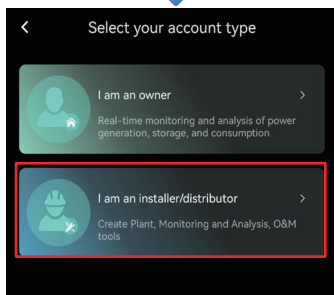 Select your account type
I am an owner
Real-time monitoring and analysis of power
generation, storage, and consumption
I am an installer/distributor
Create Plant, Monitoring and Analysis, O&M
tools